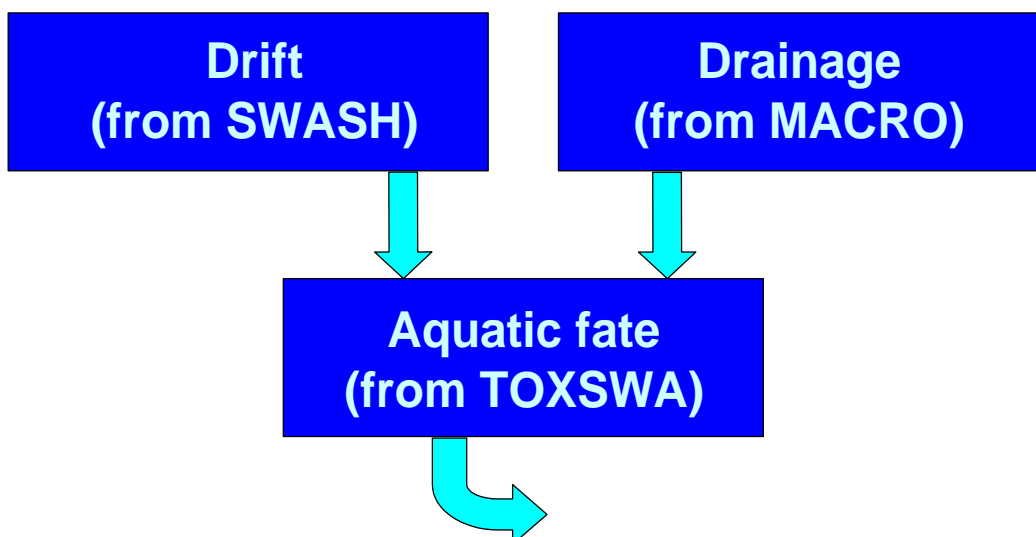 Drift
(from SWASH)
Drainage
(from MACRO)
Aquatic fate
(from TOXSWA)